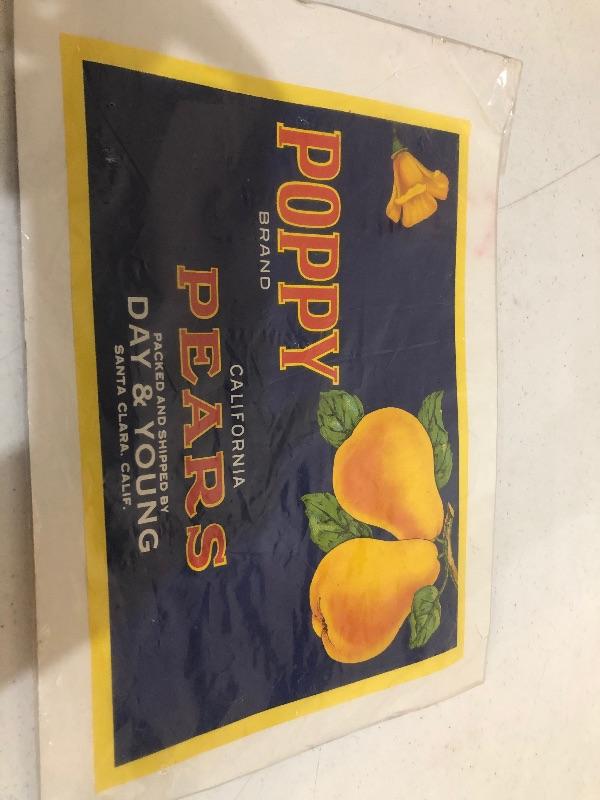 POPPY
BRAND
CALIFORNIA
PEARS
PACKED AND SHIPPED BY
DAY & YOUNG
SANTA CLARA, CALIF.